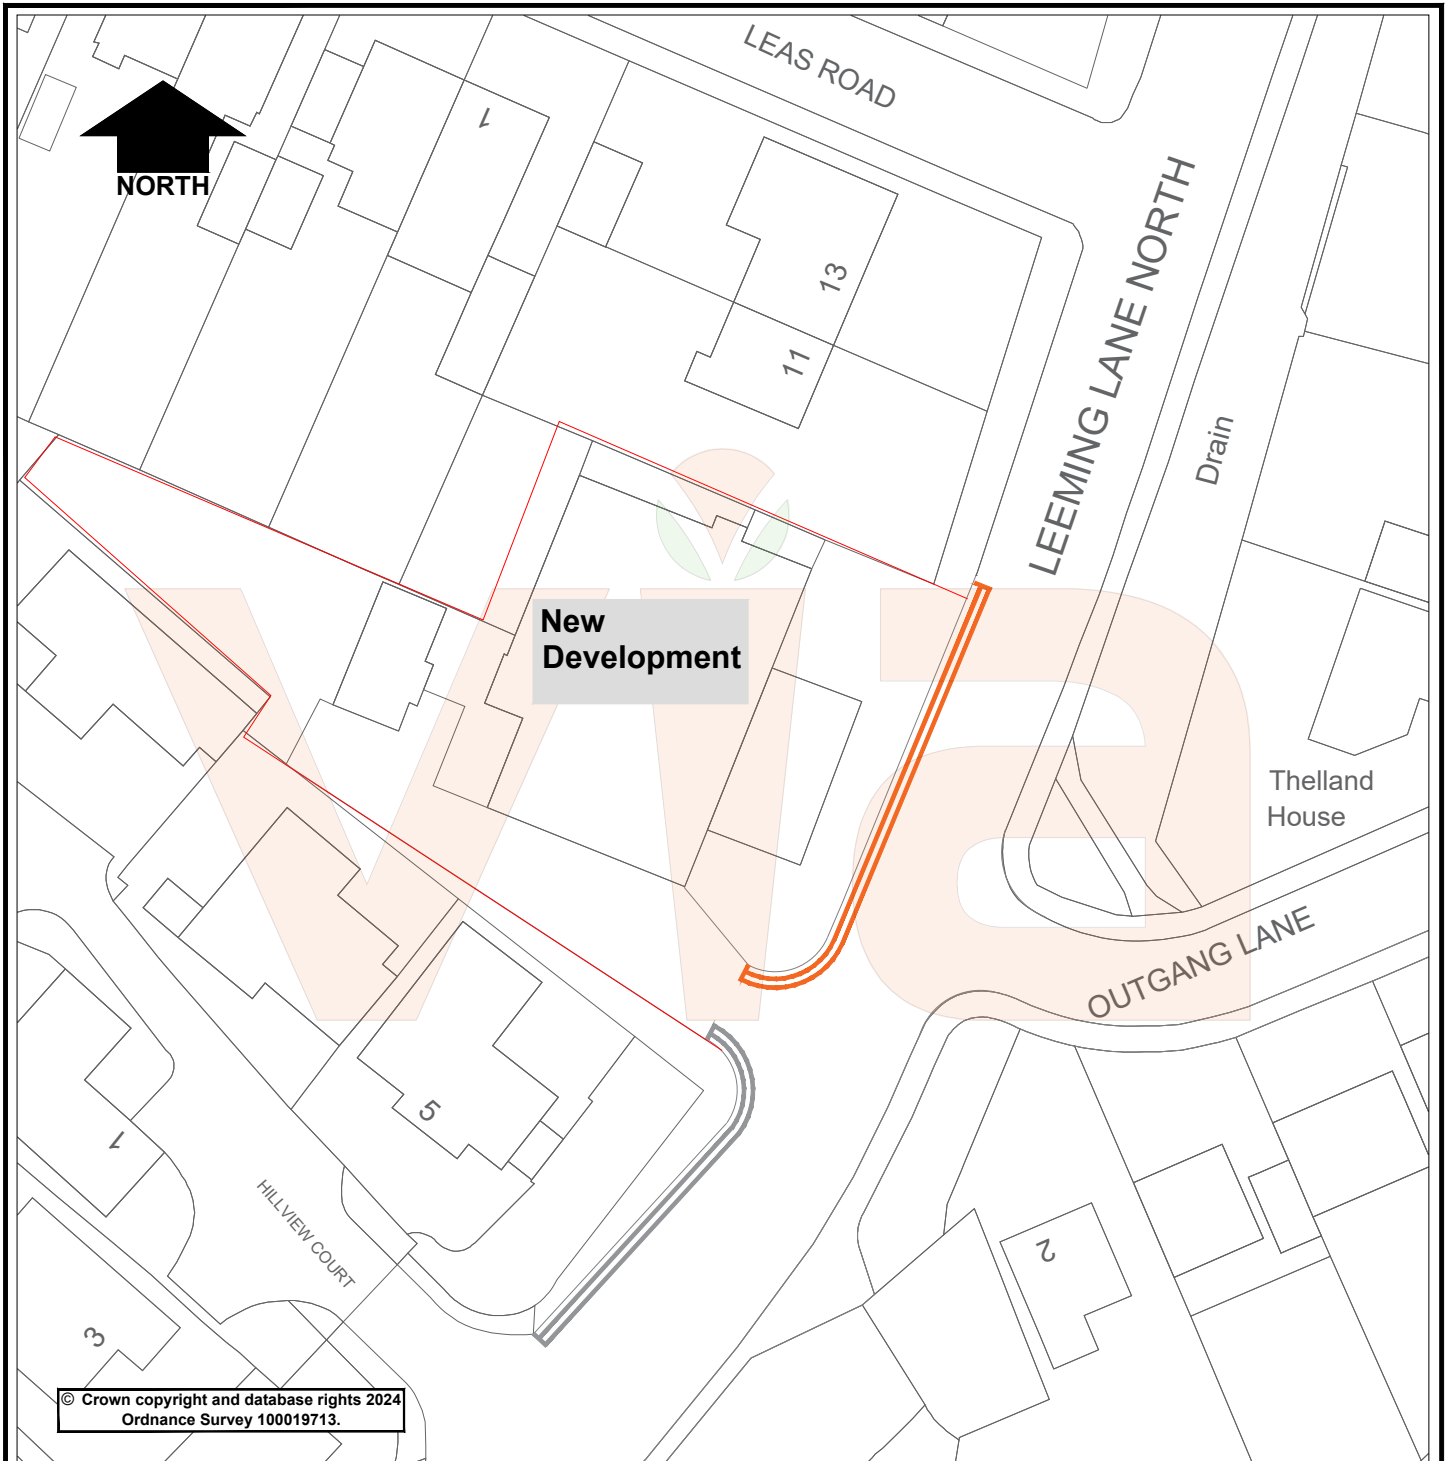 LEAS ROAD
1
NORTH
LEEMING LANE NORTH
13
11
Drain
New
Development
via
Thelland
House
OUTGANG LANE
5
1
HILLVIEW COURT
2
3
© Crown copyright and database rights 2024
Ordnance Survey 100019713.